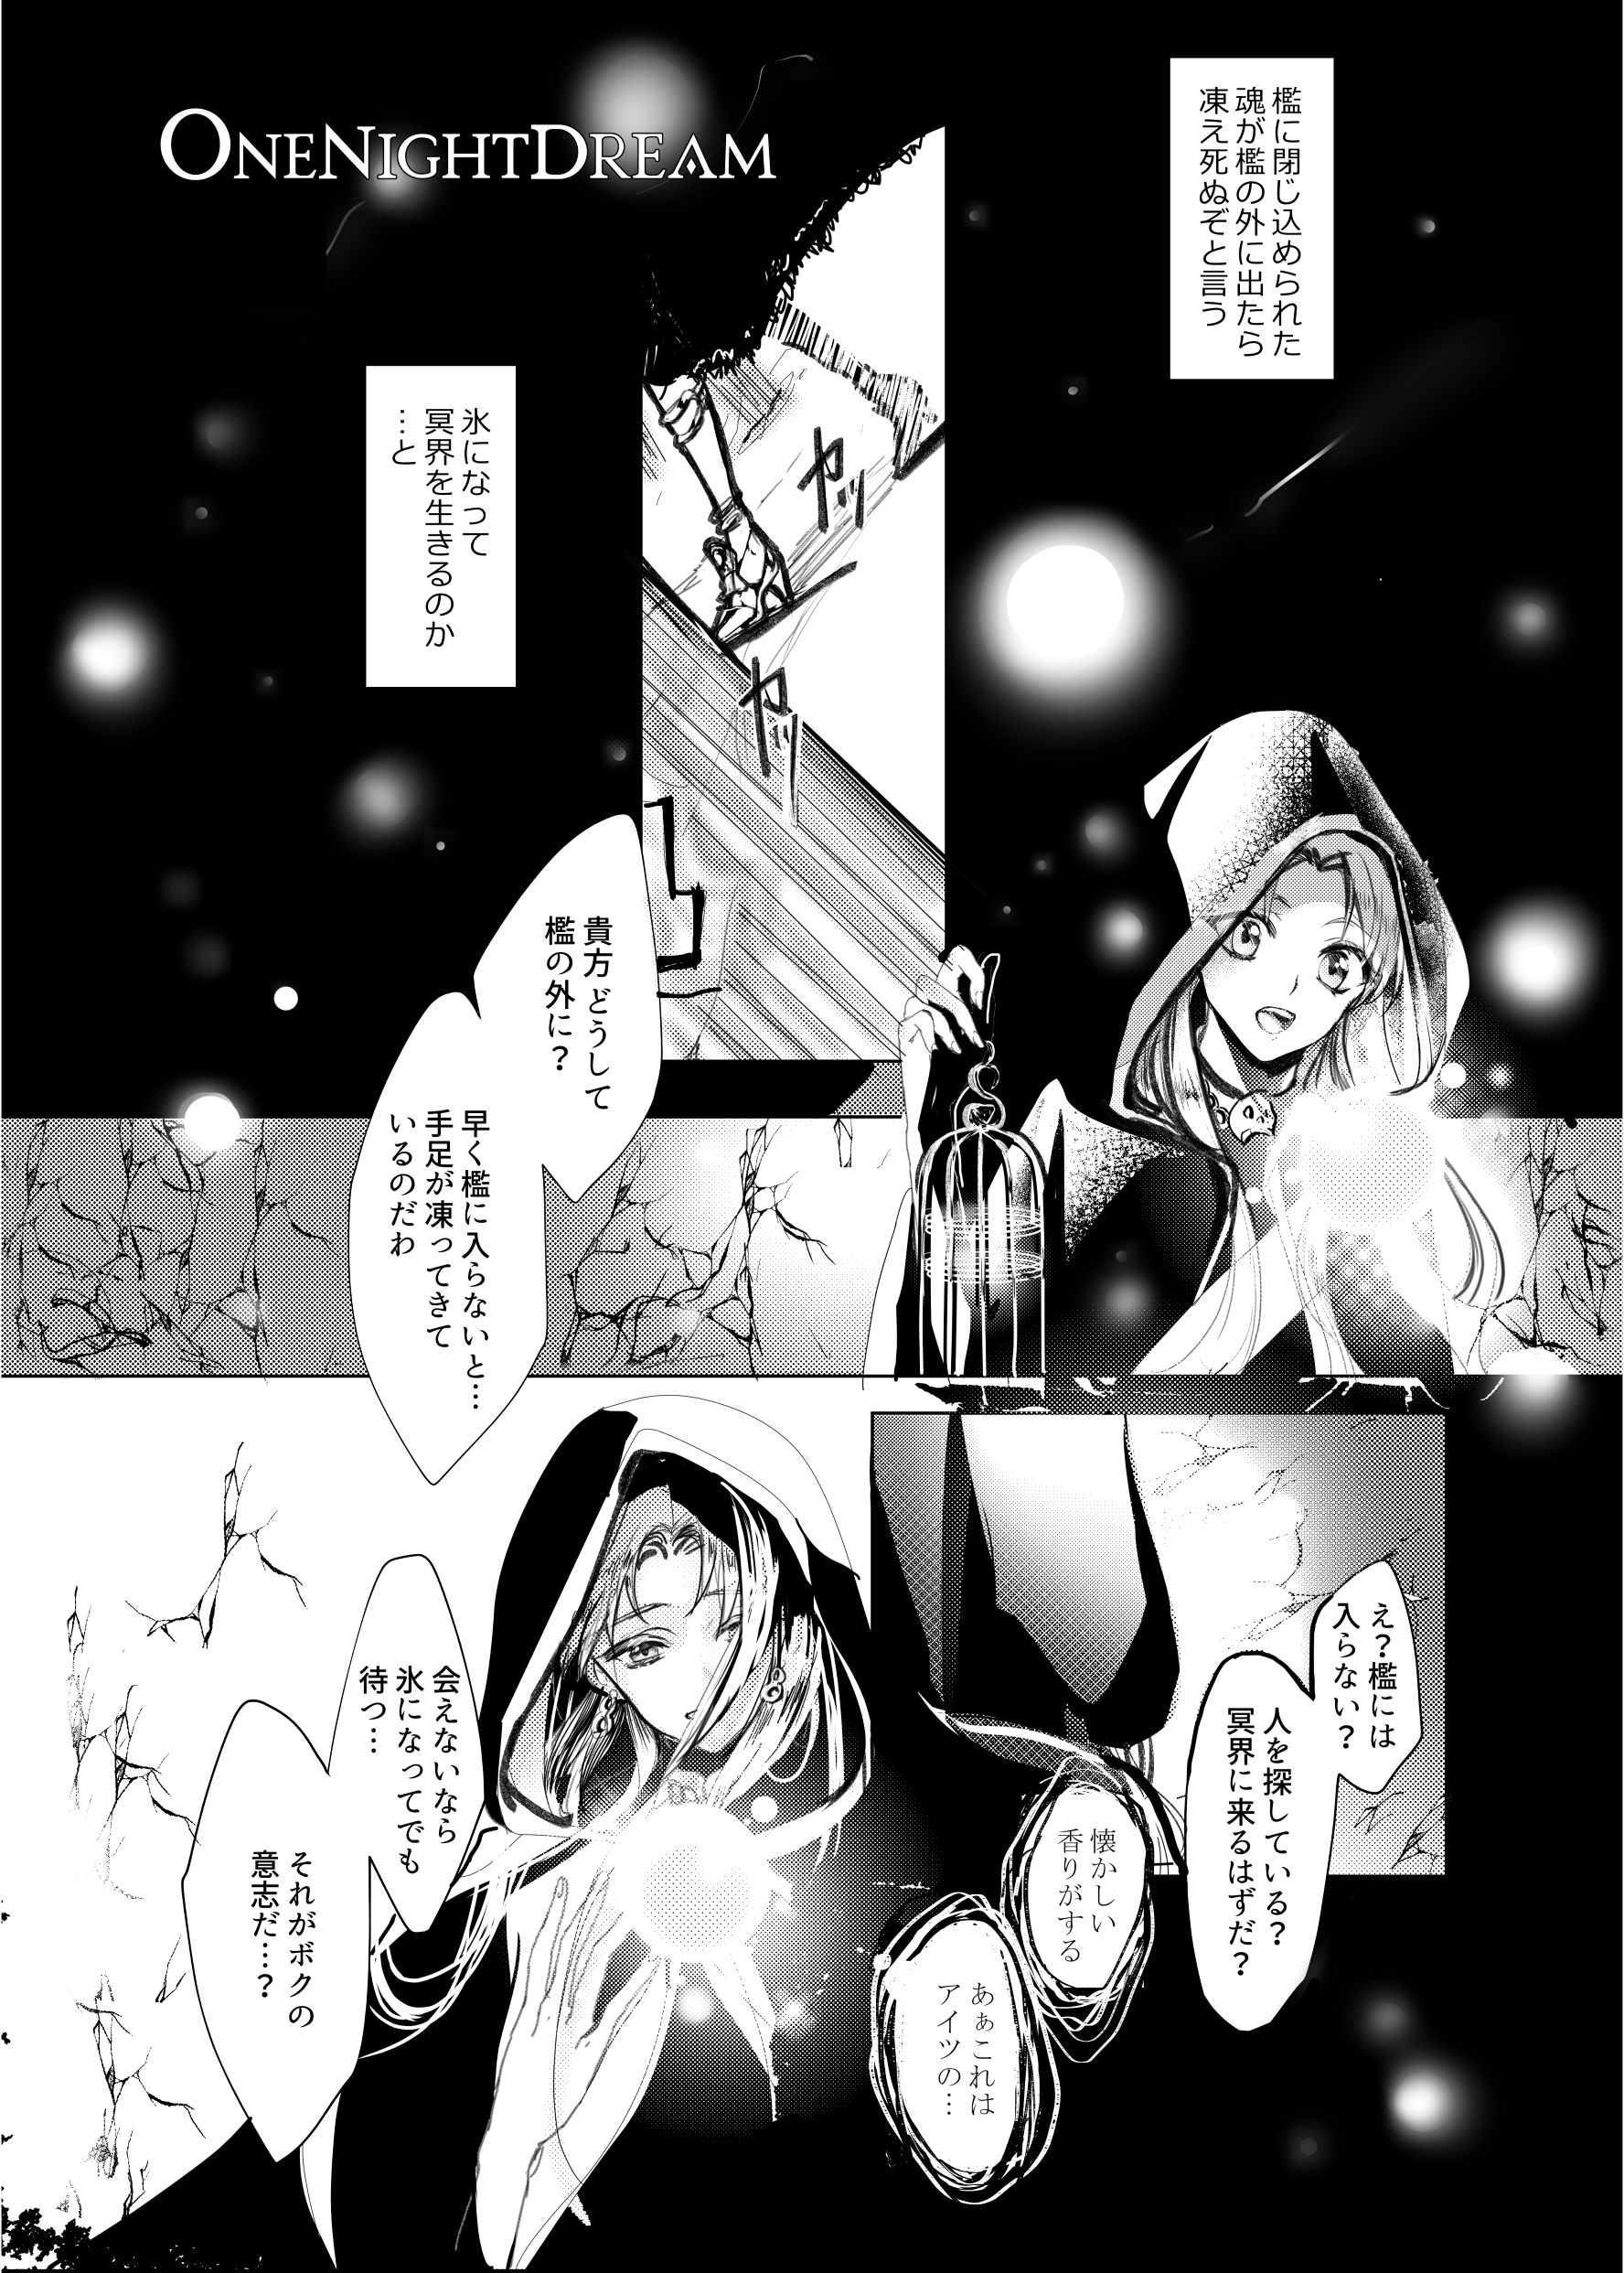 檻に閉じ込められた
魂が檻の外に出たら
凍え死ぬぞと言う
OneNightDream
氷になって
冥界を生きるのか
…と
カッ
カッ
コ
ツ
貴方 どうして
檻の外に？
早く檻に入らないと…
手足が凍ってきて
いるのだわ
え？檻には
入らない？
人を探している？
冥界に来るはずだ？
懐かしい
香りがする
あぁこれは
アイツの…
会えないなら
氷になってでも
待つ…
それがボクの
意志だ…？